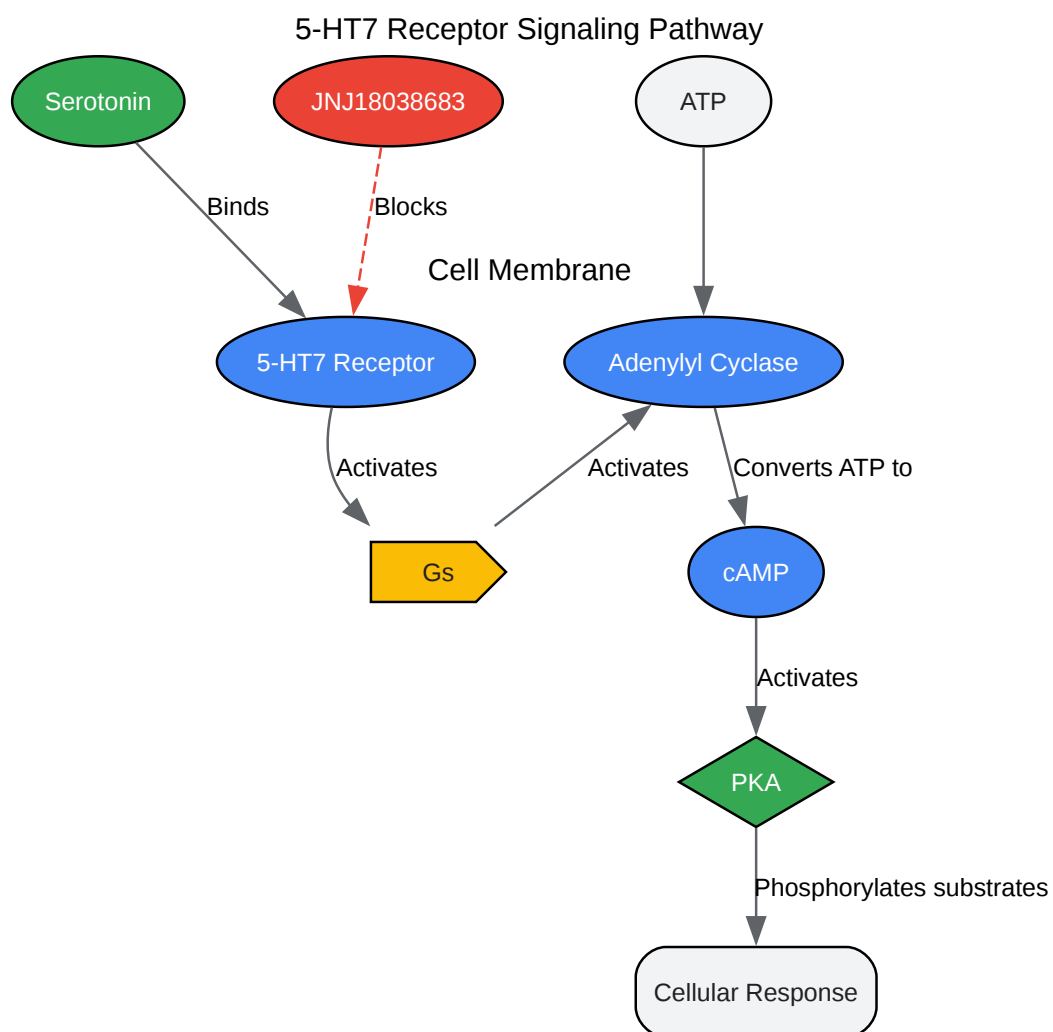 5-HT7 Receptor Signaling Pathway
Serotonin
JNJ18038683
ATP
Binds
Blocks
Cell Membrane
5-HT7 Receptor
Adenylyl Cyclase
Activates
Activates
Converts ATP to
Gs
cAMP
Activates
PKA
Phosphorylates substrates
Cellular Response